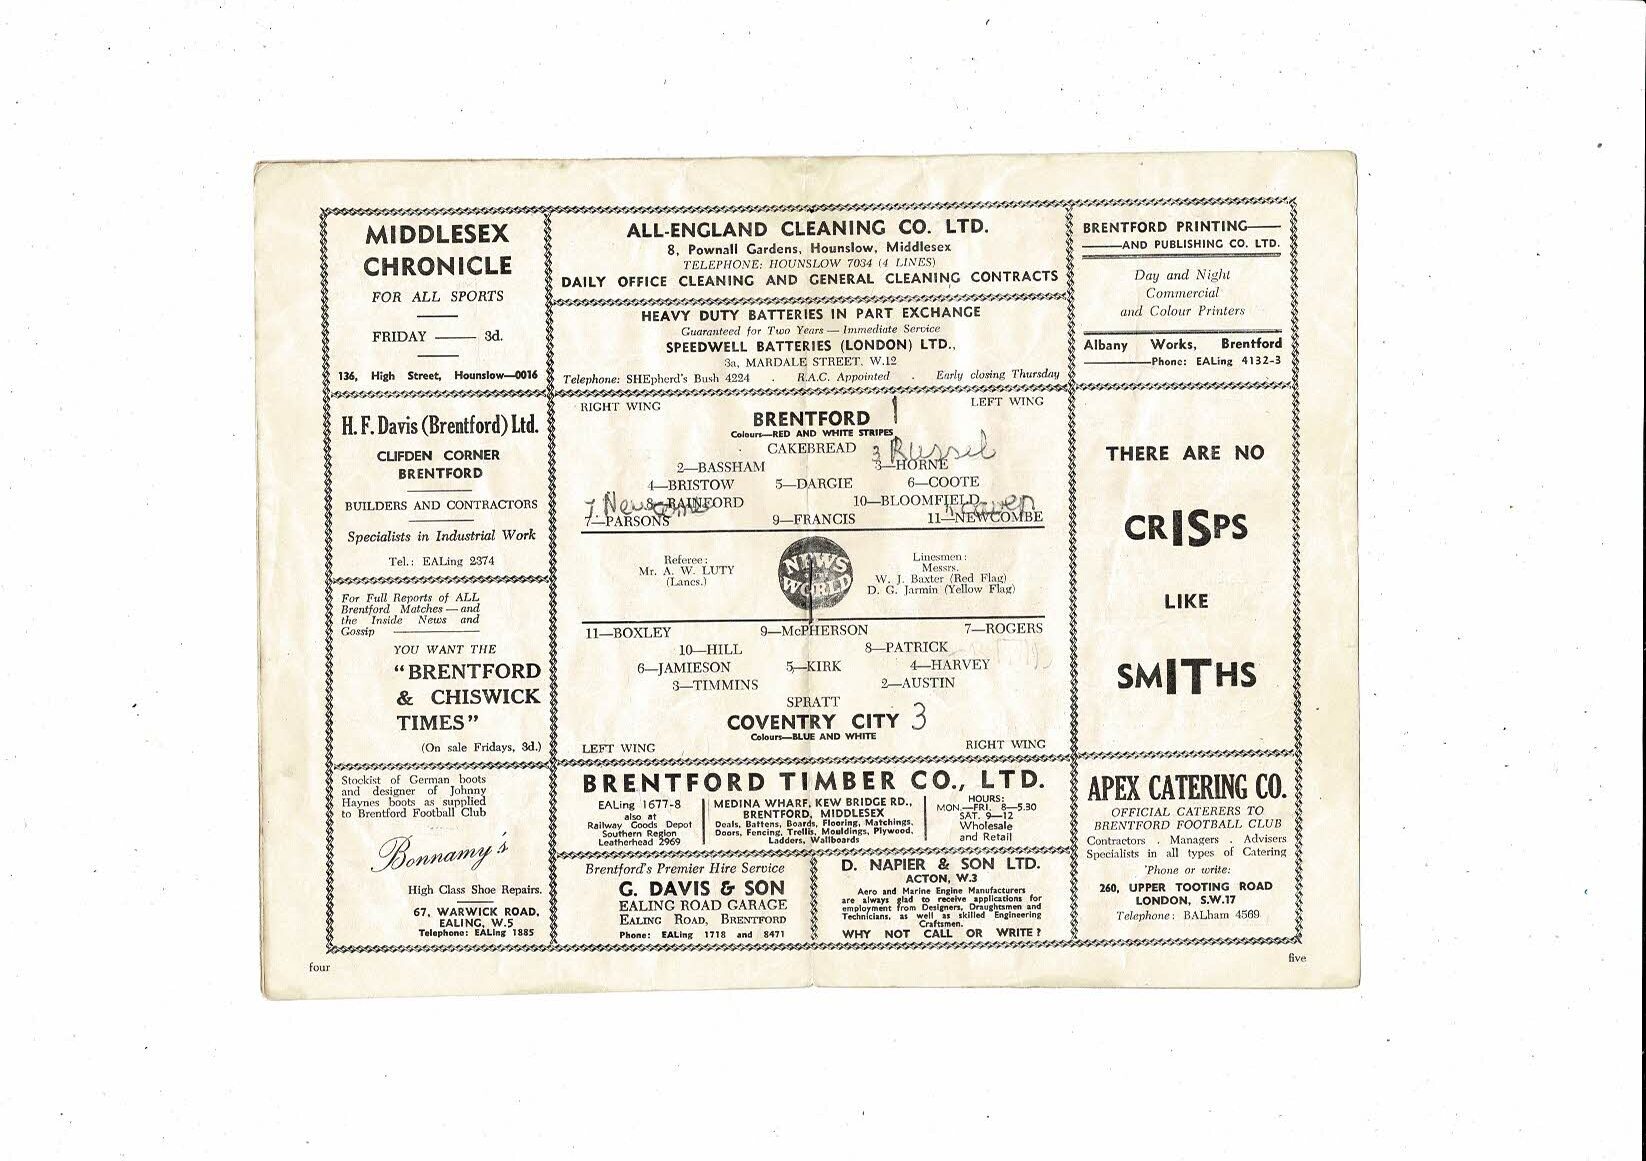 MIDDLESEX
CHRONICLE
FOR ALL SPORTS
FRIDAY —— 3d.
136, High Street, Hounslow—0016
H. F. Davis (Brentford) Ltd.
CLIFDEN CORNER
BRENTFORD
BUILDERS AND CONTRACTORS
Specialists in Industrial Work
Tel.: EALing 2374
For Full Reports of ALL
Brentford Matches — and
the Inside News and
Gossip
YOU WANT THE
“BRENTFORD
& CHISWICK
TIMES”
(On sale Fridays, 3d.)
Stockist of German boots
and designer of Johnny
Haynes boots as supplied
to Brentford Football Club
Bonnamy's
High Class Shoe Repairs.
67, WARWICK ROAD,
EALING, W.5
Telephone: EALing 1885
ALL-ENGLAND CLEANING CO. LTD.
8, Pownall Gardens, Hounslow, Middlesex
TELEPHONE: HOUNSLOW 7034 (4 LINES)
DAILY OFFICE CLEANING AND GENERAL CLEANING CONTRACTS
HEAVY DUTY BATTERIES IN PART EXCHANGE
Guaranteed for Two Years — Immediate Service
SPEEDWELL BATTERIES (LONDON) LTD.,
3a, MARDALE STREET, W.12
Telephone: SHEpherd's Bush 4224 . R.A.C. Appointed . Early closing Thursday
RIGHT WING LEFT WING
BRENTFORD 1
Colours—RED AND WHITE STRIPES
CAKEBREAD 3 Russel
2—BASSHAM 3—HORNE
4—BRISTOW 5—DARGIE 6—COOTE
7. Newcome 8—RAINFORD 10—BLOOMFIELD
7—PARSONS 9—FRANCIS 11—NEWCOMBE
Referee:
Mr. A. W. LUTY
(Lancs.)
NEWS
OF THE
WORLD
Linesmen:
Messrs.
W. J. Baxter (Red Flag)
D. G. Jarmin (Yellow Flag)
11—BOXLEY 9—McPHERSON 7—ROGERS
10—HILL 8—PATRICK
6—JAMIESON 5—KIRK 4—HARVEY
3—TIMMINS 2—AUSTIN
SPRATT
COVENTRY CITY 3
Colours—BLUE AND WHITE
LEFT WING RIGHT WING
BRENTFORD TIMBER CO., LTD.
EALing 1677-8
also at
Railway Goods Depot
Southern Region
Leatherhead 2969
MEDINA WHARF, KEW BRIDGE RD.,
BRENTFORD, MIDDLESEX
Deals, Battens, Boards, Flooring, Matchings,
Doors, Fencing, Trellis, Mouldings, Plywood,
Ladders, Wallboards
HOURS:
MON.—FRI. 8—5.30
SAT. 9—12
Wholesale
and Retail
Brentford's Premier Hire Service
G. DAVIS & SON
EALING ROAD GARAGE
EALING ROAD, BRENTFORD
Phone: EALing 1718 and 8471
D. NAPIER & SON LTD.
ACTON, W.3
Aero and Marine Engine Manufacturers
are always glad to receive applications for
employment from Designers, Draughtsmen and
Technicians, as well as skilled Engineering
Craftsmen.
WHY NOT CALL OR WRITE?
BRENTFORD PRINTING——
——AND PUBLISHING CO. LTD.
Day and Night
Commercial
and Colour Printers
Albany Works, Brentford
——Phone: EALing 4132-3
THERE ARE NO
CRISPS
LIKE
SMITHS
APEX CATERING CO.
OFFICIAL CATERERS TO
BRENTFORD FOOTBALL CLUB
Contractors . Managers . Advisers
Specialists in all types of Catering
'Phone or write:
260, UPPER TOOTING ROAD
LONDON, S.W.17
Telephone: BALham 4569
four
five